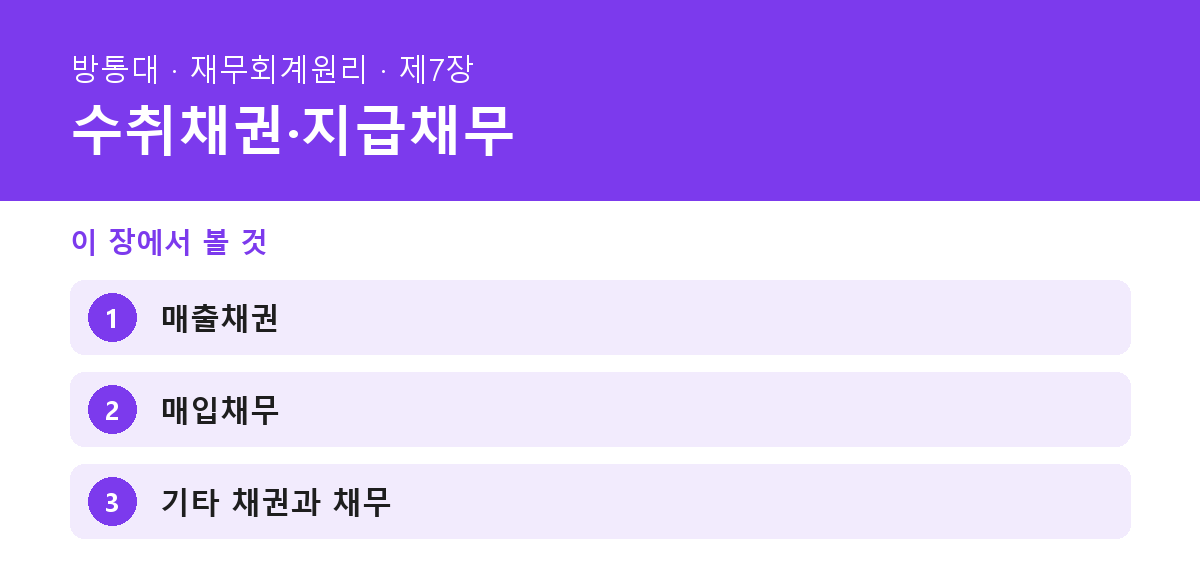 방통대 · 재무회계원리 · 제7장
수취채권·지급채무
이 장에서 볼 것
1 매출채권
2 매입채무
3 기타 채권과 채무